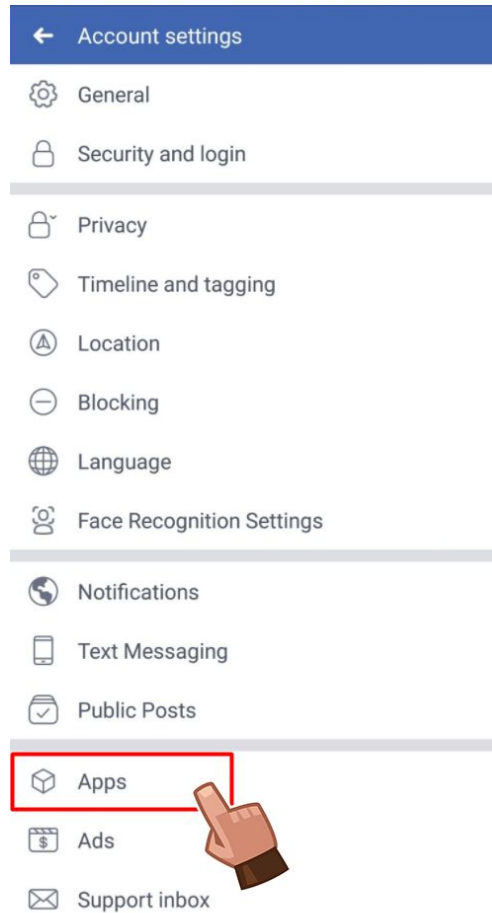 Account settings
General
Security and login
Privacy
Timeline and tagging
Location
Blocking
Language
Face Recognition Settings
Notifications
Text Messaging
Public Posts
Apps
$ Ads
Support inbox